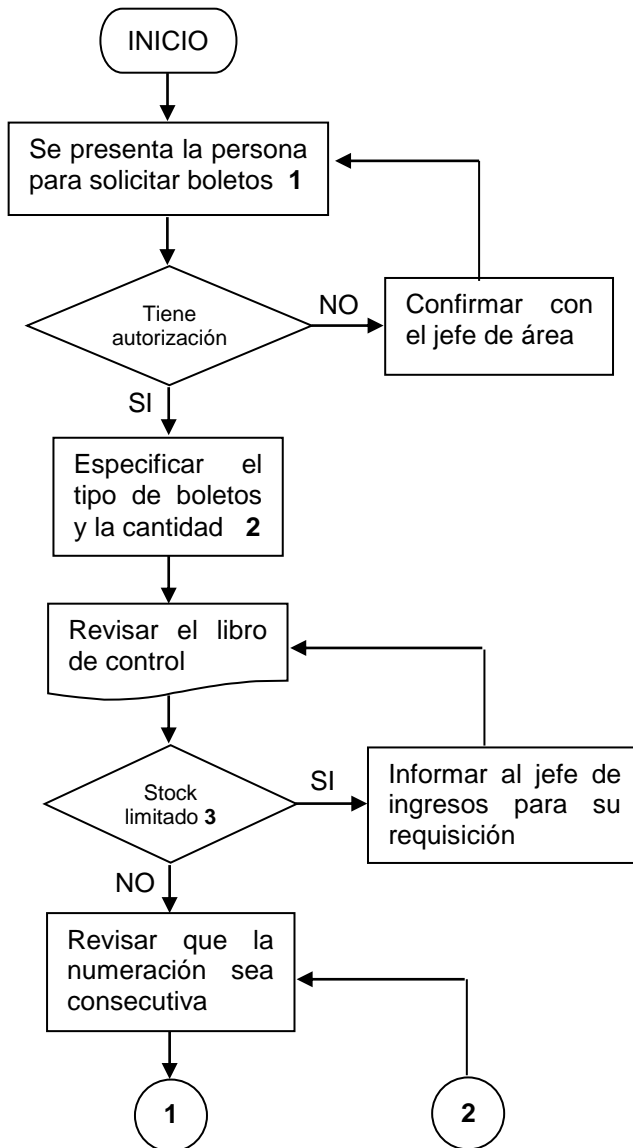 INICIO
Se presenta la persona
para solicitar boletos 1
Tiene
autorización
NO
Confirmar con
el jefe de área
SI
Especificar el
tipo de boletos
y la cantidad 2
Revisar el libro
de control
Stock
limitado 3
SI
Informar al jefe de
ingresos para su
requisición
NO
Revisar que la
numeración sea
consecutiva
1
2